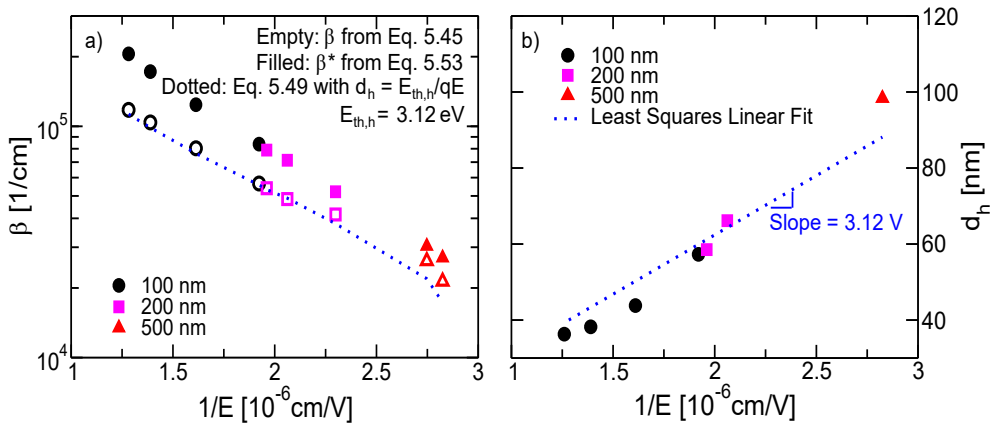 a)
Empty: β from Eq. 5.45
Filled: β* from Eq. 5.53
Dotted: Eq. 5.49 with d_h = E_th,h/qE
E_th,h = 3.12 eV
10^5
10^4
β [1/cm]
100 nm
200 nm
500 nm
1 1.5 2 2.5 3
1/E [10^-6 cm/V]
b)
100 nm
200 nm
500 nm
Least Squares Linear Fit
Slope = 3.12 V
120
100
80
60
40
d_h [nm]
1 1.5 2 2.5 3
1/E [10^-6 cm/V]